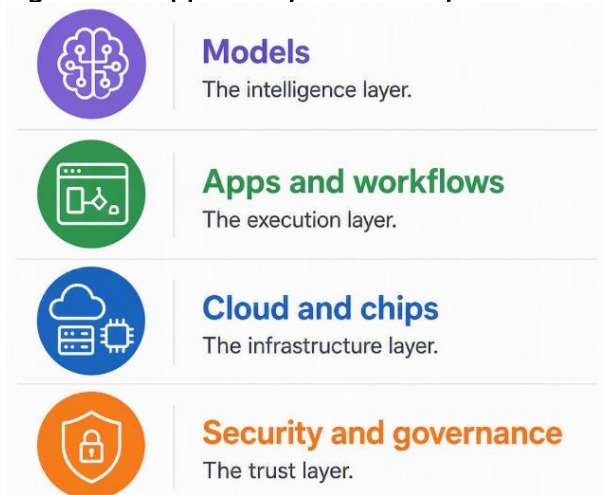 Models
The intelligence layer.
Apps and workflows
The execution layer.
Cloud and chips
The infrastructure layer.
Security and governance
The trust layer.